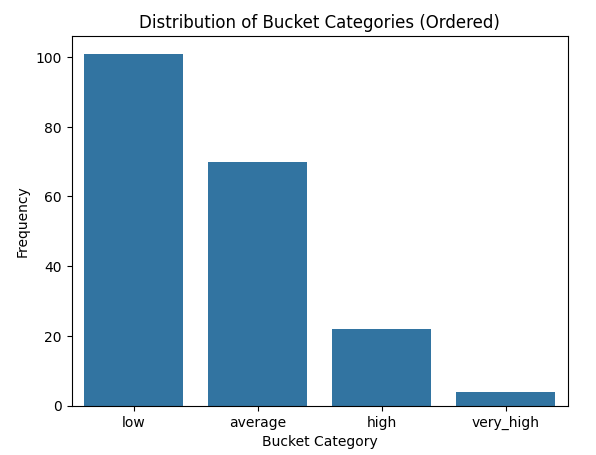 Distribution of Bucket Categories (Ordered)
100
80
60
40
20
0
Frequency
low average high very_high
Bucket Category